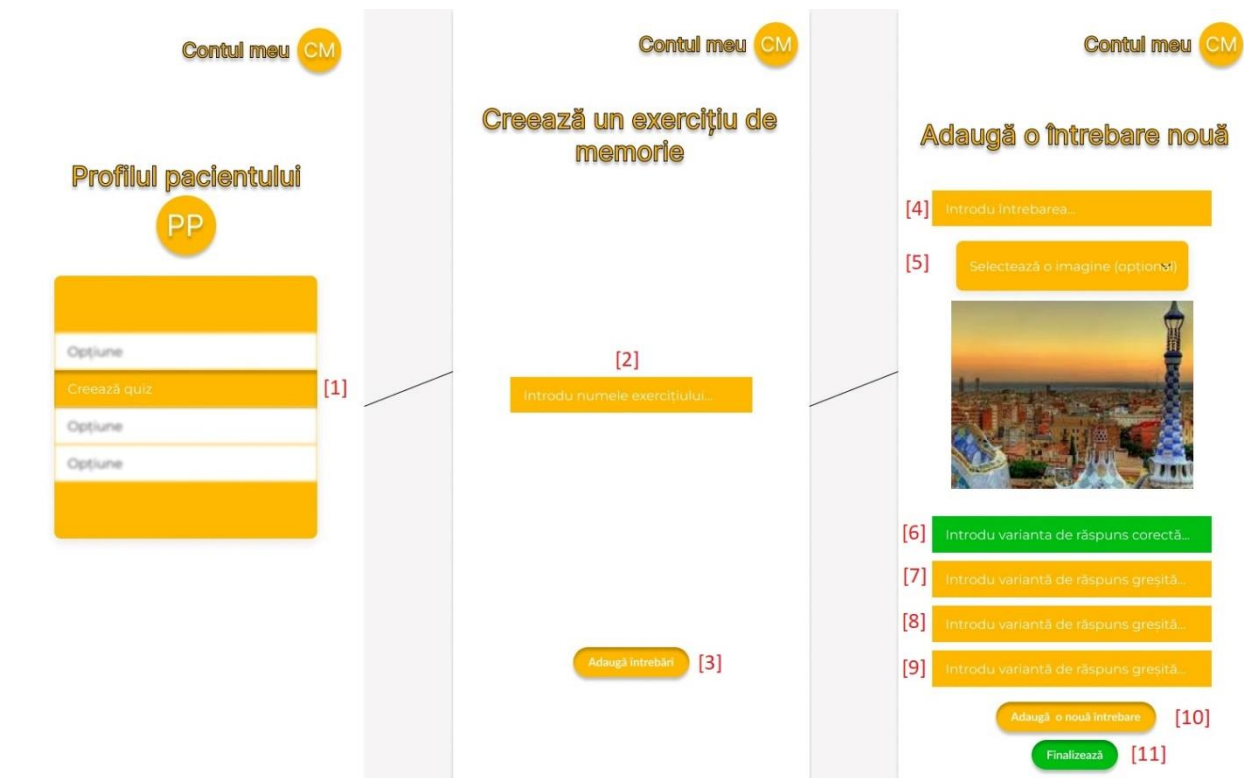 Contul meu CM
Profilul pacientului
PP
Opțiune
Creează quiz [1]
Opțiune
Opțiune
Contul meu CM
Creează un exercițiu de
memorie
[2]
Introdu numele exercițiului...
Adaugă întrebări [3]
Contul meu CM
Adaugă o întrebare nouă
[4] Introdu întrebarea...
[5] Selectează o imagine (opțional)
[6] Introdu varianta de răspuns corectă...
[7] Introdu variantă de răspuns greșită...
[8] Introdu variantă de răspuns greșită...
[9] Introdu variantă de răspuns greșită...
Adaugă o nouă întrebare [10]
Finalizează [11]